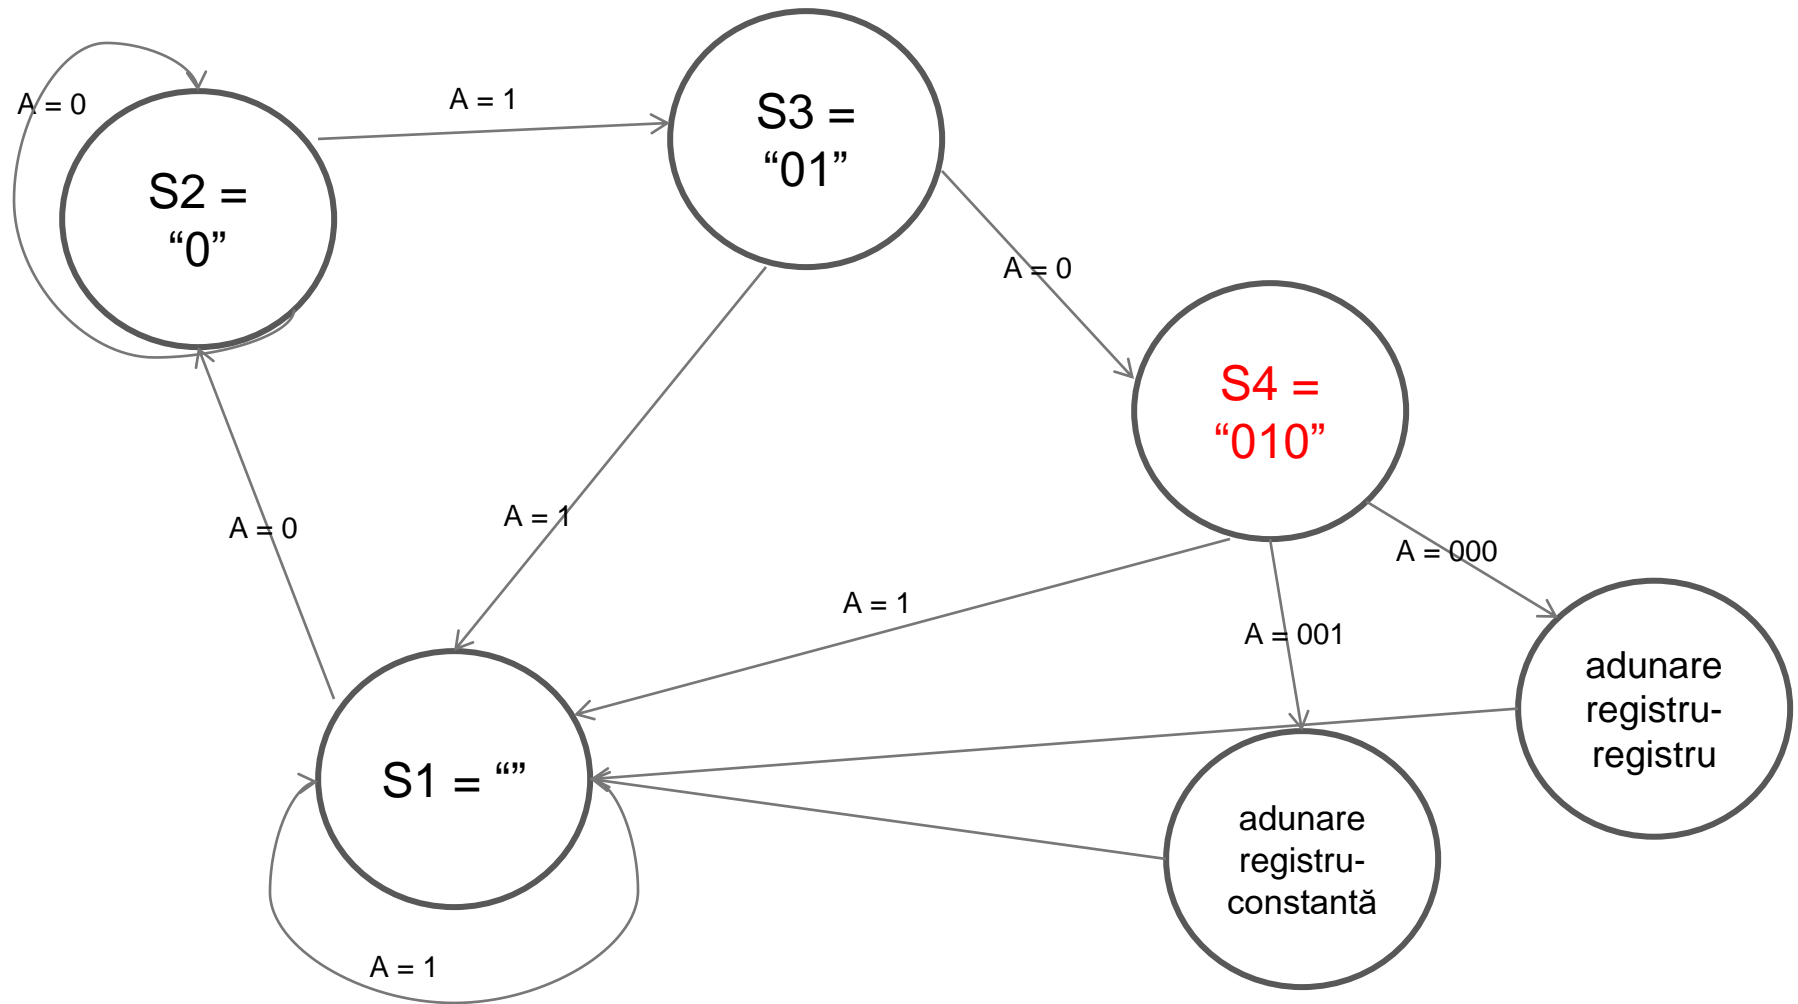 A = 0
A = 1
S3 =
“01”
S2 =
“0”
A = 0
S4 =
“010”
A = 0
A = 1
A = 000
A = 1
A = 001
adunare
registru-
registru
S1 = “”
adunare
registru-
constantă
A = 1